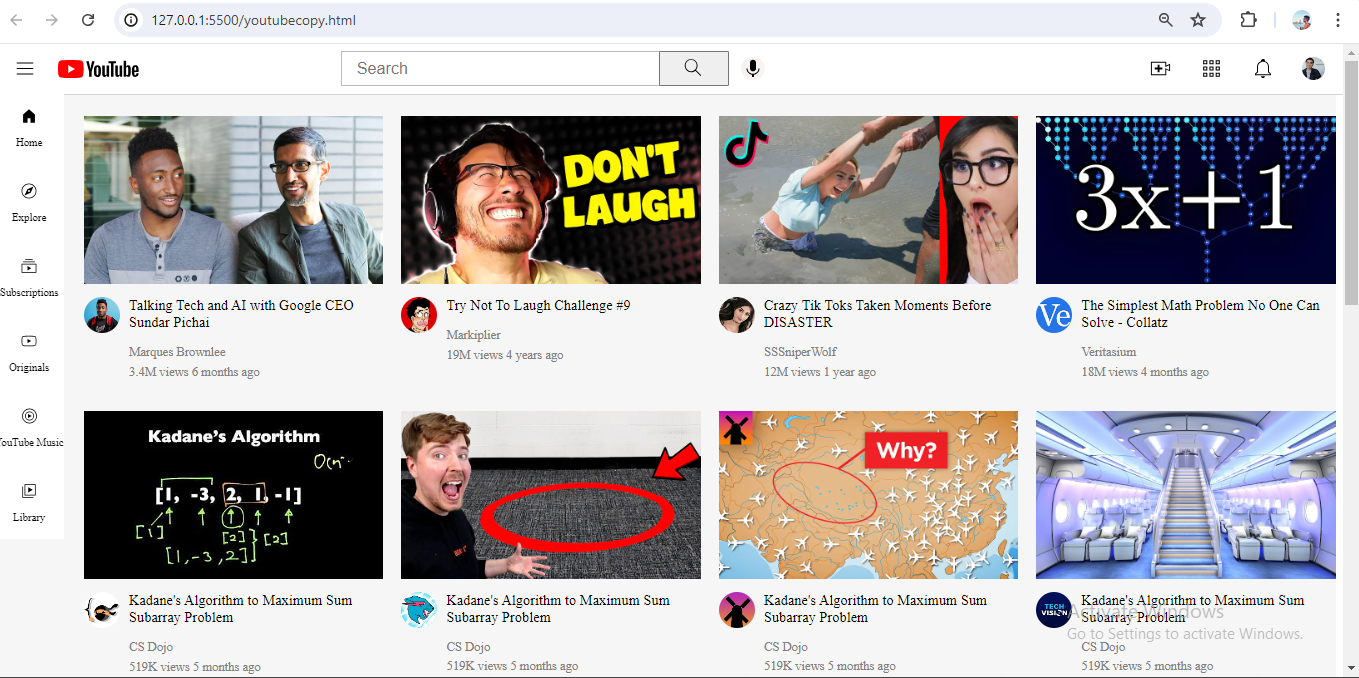 127.0.0.1:5500/youtubecopy.html
YouTube
Search
Home
Explore
Subscriptions
Originals
YouTube Music
Library
DON'T
LAUGH
3x+1
Talking Tech and AI with Google CEO
Sundar Pichai
Marques Brownlee
3.4M views 6 months ago
Try Not To Laugh Challenge #9
Markiplier
19M views 4 years ago
Crazy Tik Toks Taken Moments Before
DISASTER
SSSniperWolf
12M views 1 year ago
Ve
The Simplest Math Problem No One Can
Solve - Collatz
Veritasium
18M views 4 months ago
Kadane's Algorithm
[1, -3, 2, 1, -1]
[1]
[2]
[2]
[1, -3, 2]
Why?
Kadane's Algorithm to Maximum Sum
Subarray Problem
CS Dojo
519K views 5 months ago
Kadane's Algorithm to Maximum Sum
Subarray Problem
CS Dojo
519K views 5 months ago
Kadane's Algorithm to Maximum Sum
Subarray Problem
CS Dojo
519K views 5 months ago
TECH
VISION
Kadane's Algorithm to Maximum Sum
Subarray Problem
CS Dojo
519K views 5 months ago
Activate Windows
Go to Settings to activate Windows.